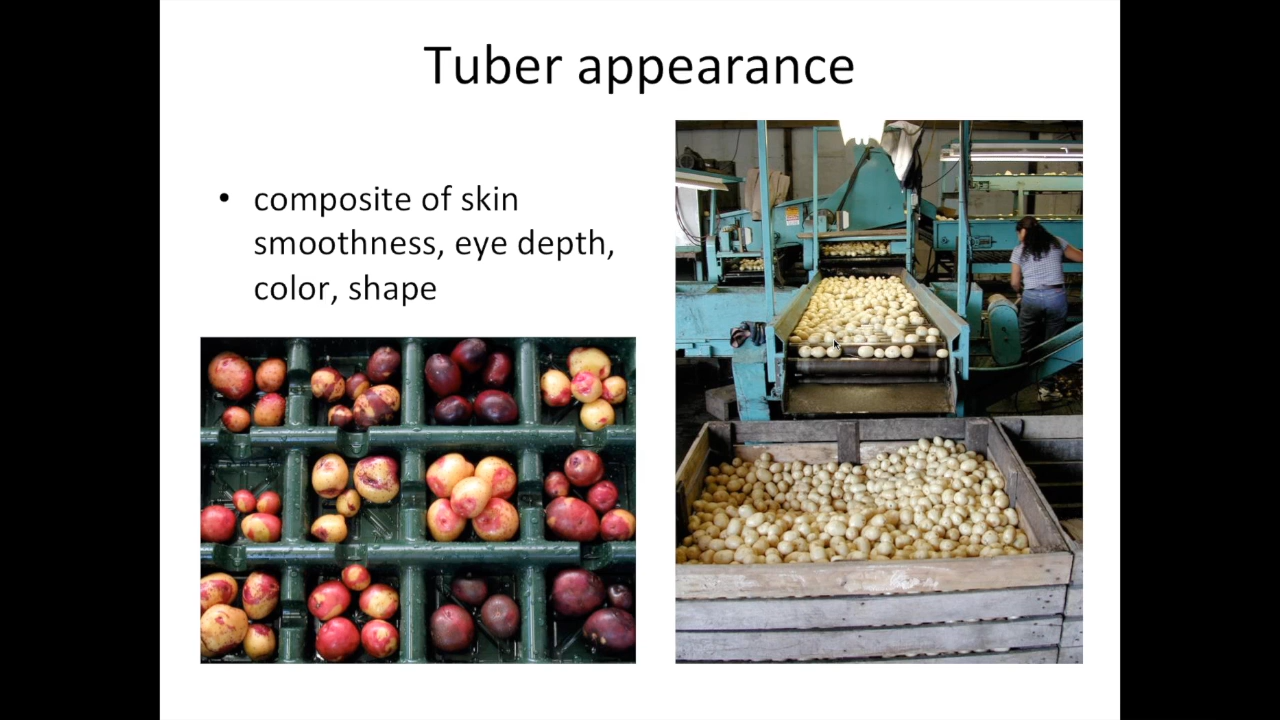 Tuber appearance
• composite of skin
smoothness, eye depth,
color, shape